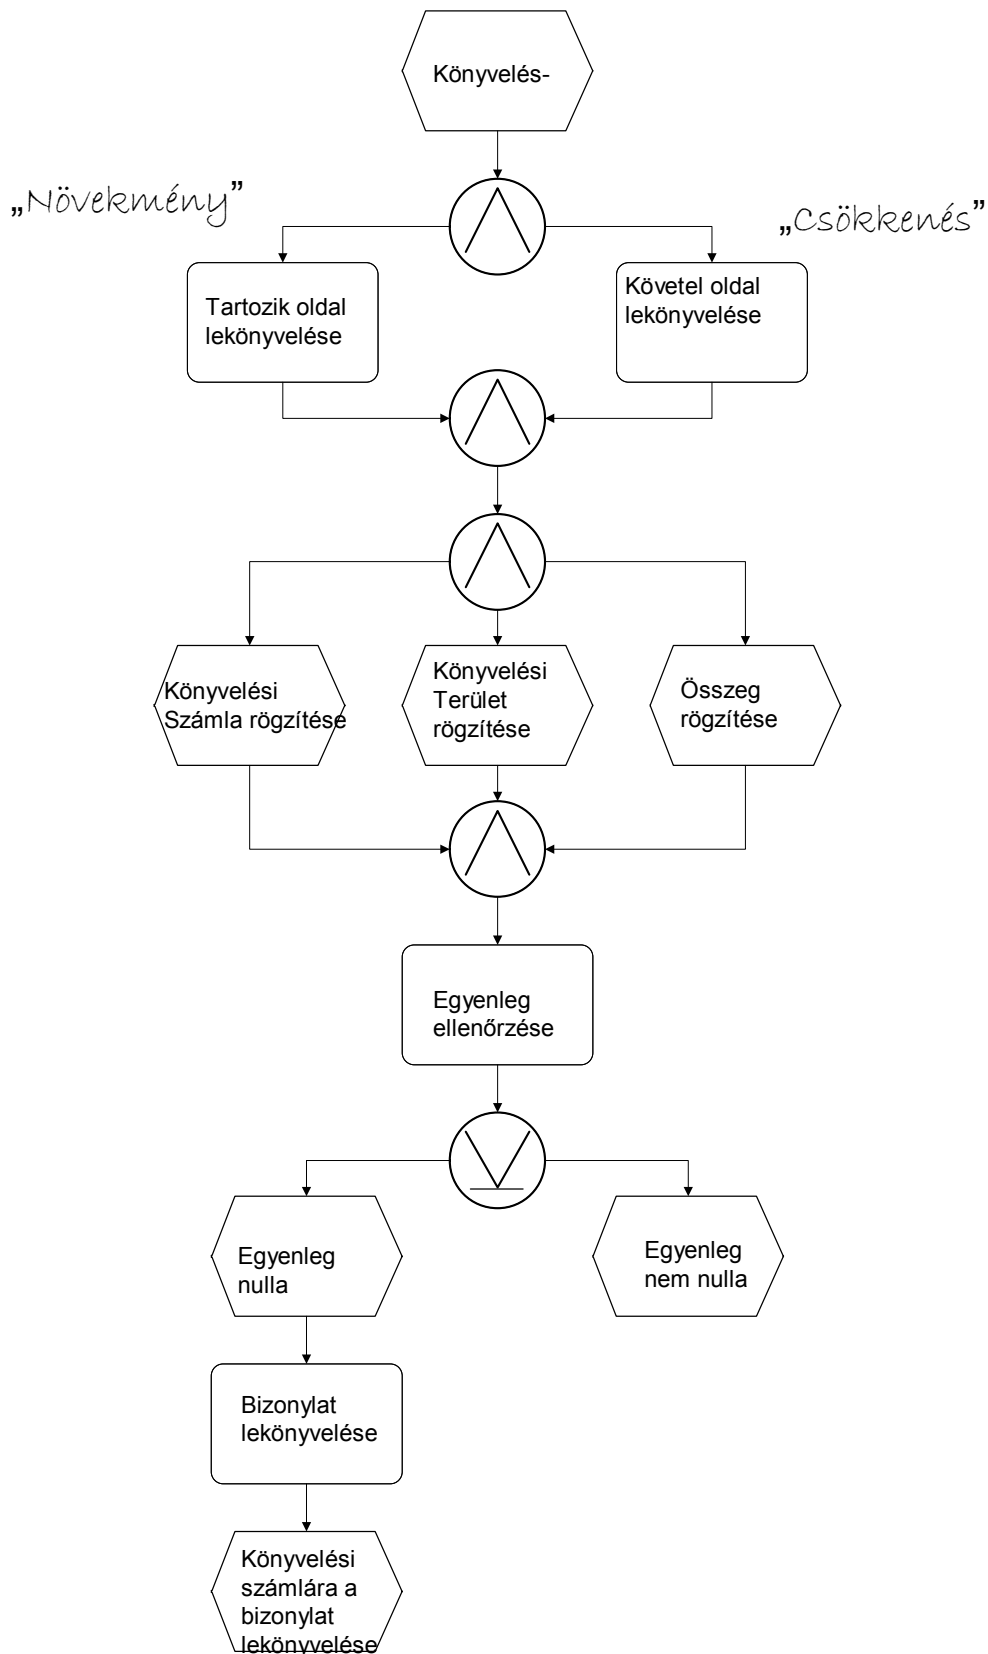 Könyvelés-
„Növekmény”
„Csökkenés”
Tartozik oldal
lekönyvelése
Követel oldal
lekönyvelése
Könyvelési
Számla rögzítése
Könyvelési
Terület
rögzítése
Összeg
rögzítése
Egyenleg
ellenőrzése
Egyenleg
nulla
Egyenleg
nem nulla
Bizonylat
lekönyvelése
Könyvelési
számlára a
bizonylat
lekönyvelése